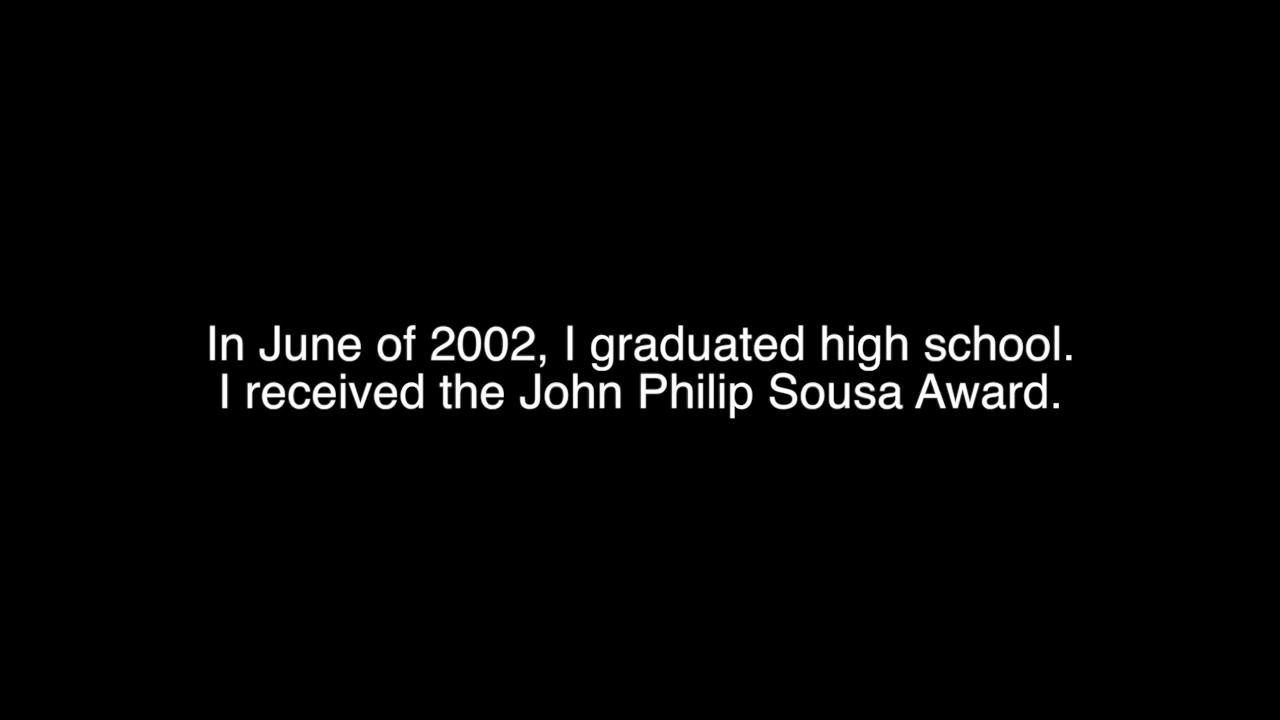 In June of 2002, I graduated high school.
I received the John Philip Sousa Award.